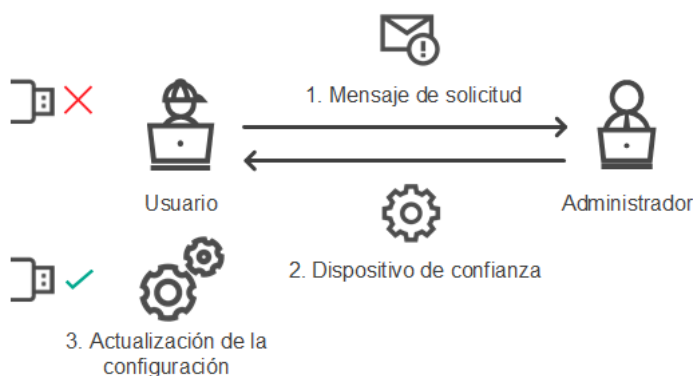 1. Mensaje de solicitud
Usuario
Administrador
2. Dispositivo de confianza
3. Actualización de la
configuración